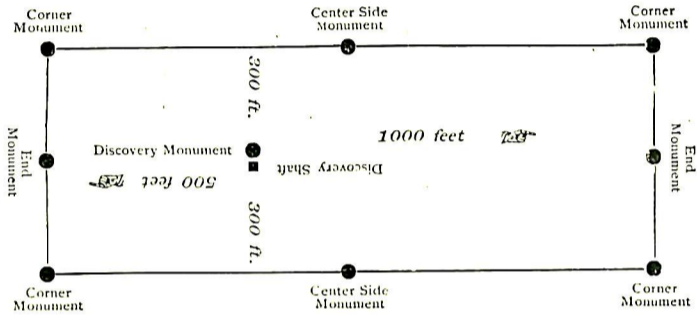 Corner
Monument
Center Side
Monument
Corner
Monument
300 ft.
1000 feet
End
Monument
Discovery Monument
Discovery Shaft
500 feet
End
Monument
300 ft.
Corner
Monument
Center Side
Monument
Corner
Monument